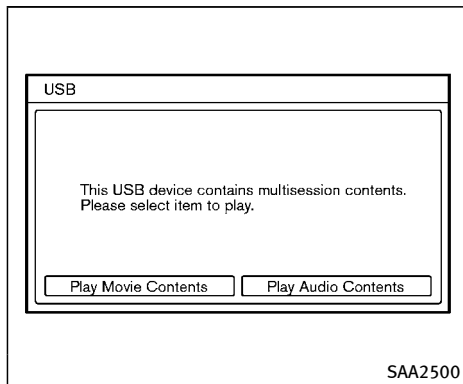 USB
This USB device contains multisession contents.
Please select item to play.
Play Movie Contents
Play Audio Contents
SAA2500